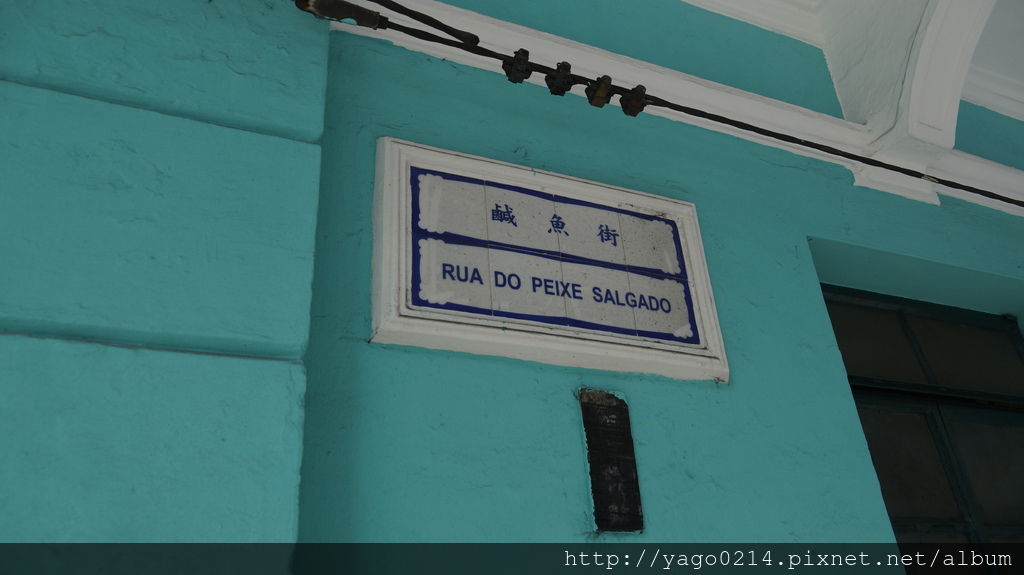 鹹魚街
RUA DO PEIXE SALGADO
http://yago0214.pixnet.net/album